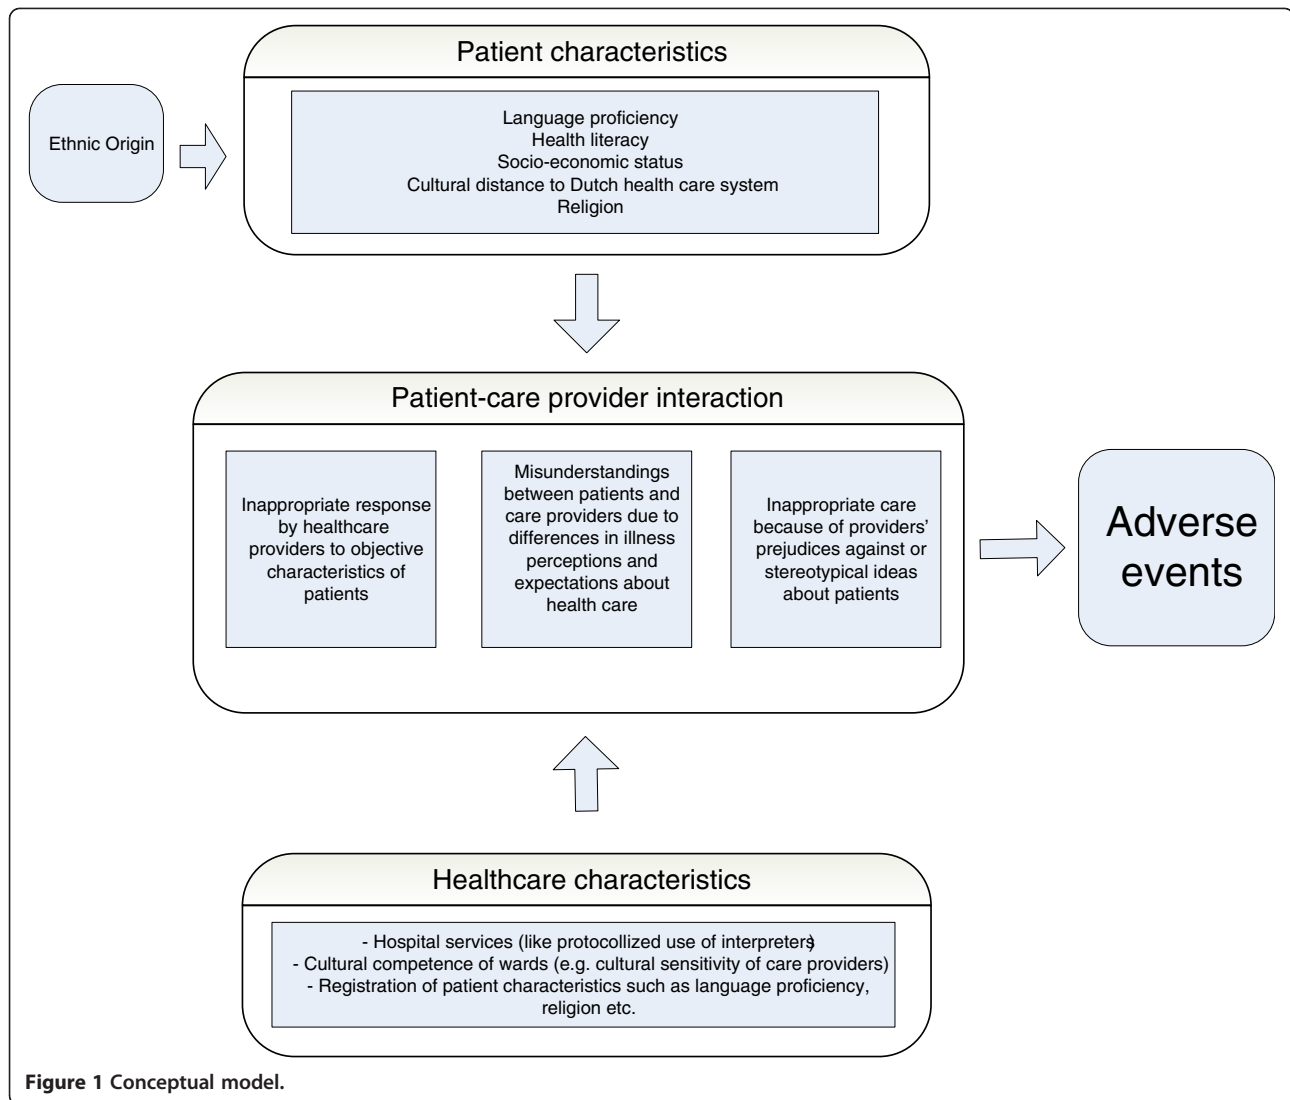 Patient characteristics
Ethnic Origin
Language proficiency
Health literacy
Socio-economic status
Cultural distance to Dutch health care system
Religion
Patient-care provider interaction
Inappropriate response
by healthcare
providers to objective
characteristics of
patients
Misunderstandings
between patients and
care providers due to
differences in illness
perceptions and
expectations about
health care
Inappropriate care
because of providers’
prejudices against or
stereotypical ideas
about patients
Adverse
events
Healthcare characteristics
- Hospital services (like protocollized use of interpreters)
- Cultural competence of wards (e.g. cultural sensitivity of care providers)
- Registration of patient characteristics such as language proficiency,
religion etc.
Figure 1 Conceptual model.